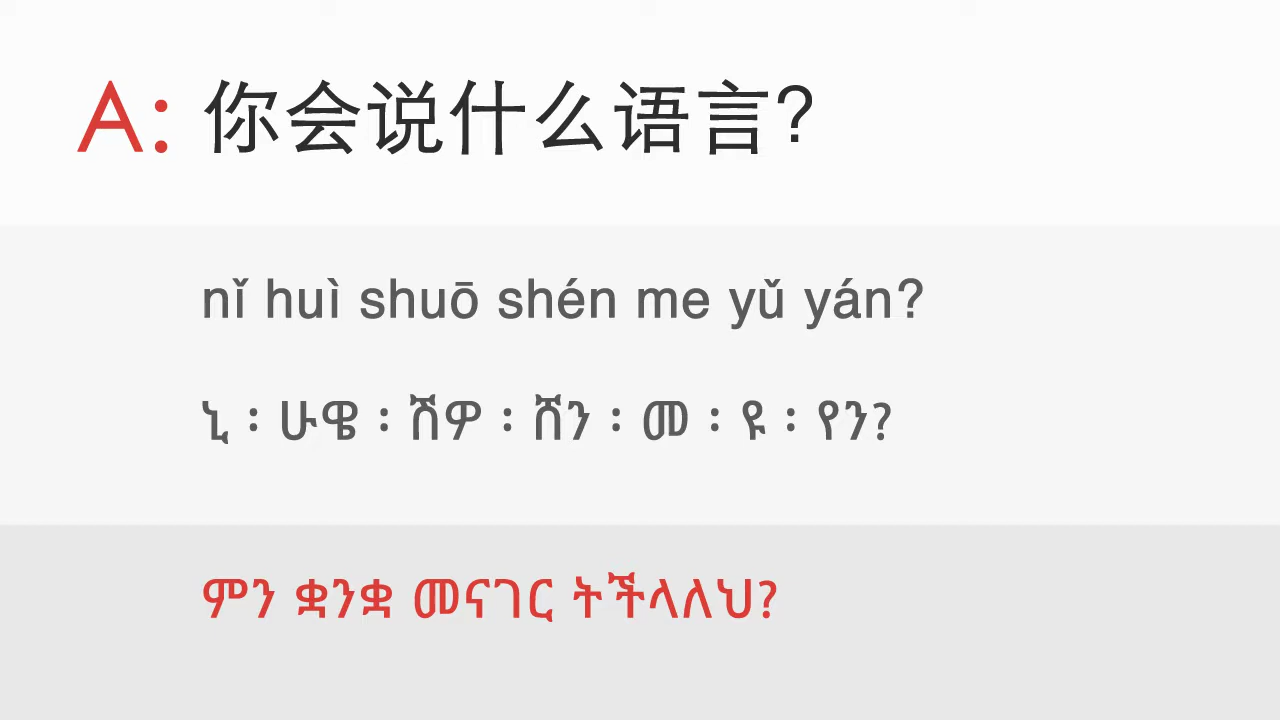 A: 你会说什么语言?
nǐ huì shuō shén me yǔ yán?
ኒ ፡ ሁዌ ፡ ሽዎ ፡ ሸን ፡ መ ፡ ዩ ፡ የን?
ምን ቋንቋ መናገር ትችላለህ?